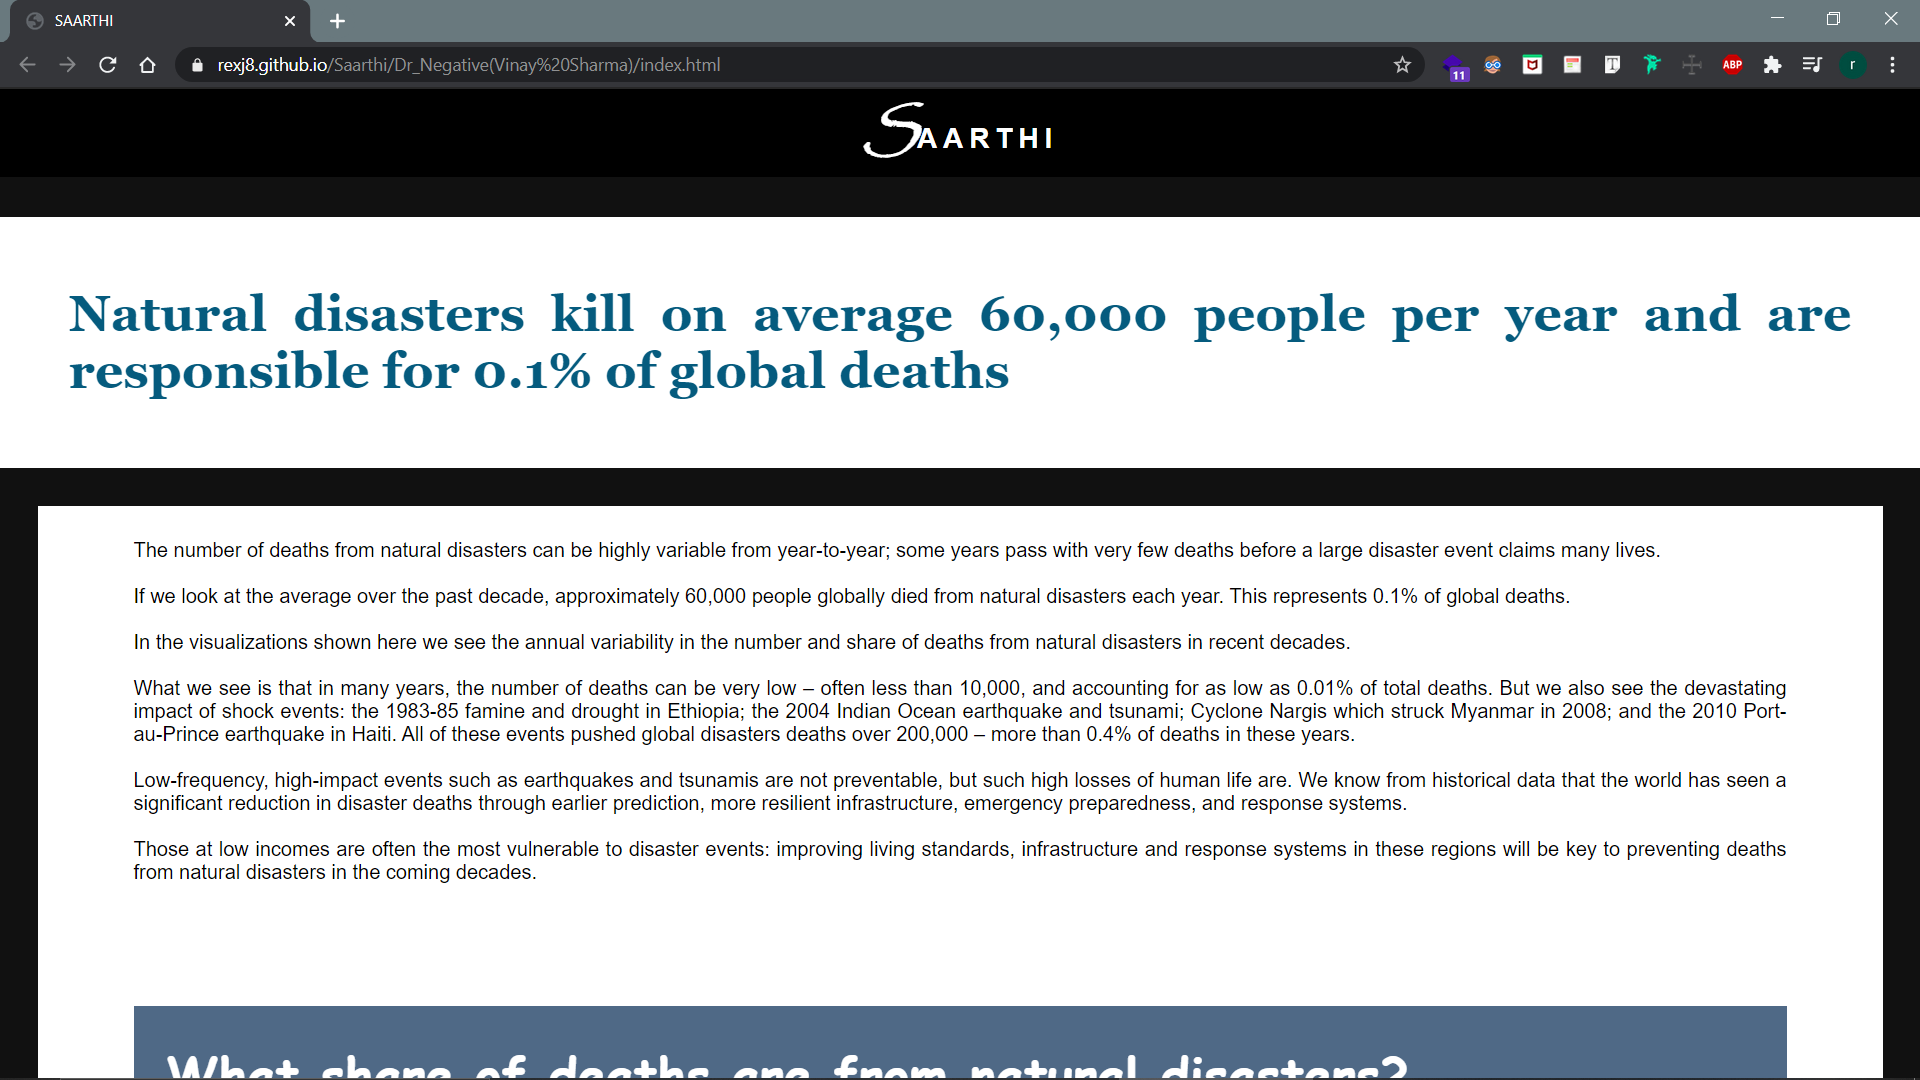 SAARTHI
rexj8.github.io/Saarthi/Dr_Negative(Vinay%20Sharma)/index.html
11
ABP
r
SAARTHI
Natural disasters kill on average 60,000 people per year and are
responsible for 0.1% of global deaths
The number of deaths from natural disasters can be highly variable from year-to-year; some years pass with very few deaths before a large disaster event claims many lives.
If we look at the average over the past decade, approximately 60,000 people globally died from natural disasters each year. This represents 0.1% of global deaths.
In the visualizations shown here we see the annual variability in the number and share of deaths from natural disasters in recent decades.
What we see is that in many years, the number of deaths can be very low – often less than 10,000, and accounting for as low as 0.01% of total deaths. But we also see the devastating
impact of shock events: the 1983-85 famine and drought in Ethiopia; the 2004 Indian Ocean earthquake and tsunami; Cyclone Nargis which struck Myanmar in 2008; and the 2010 Port-
au-Prince earthquake in Haiti. All of these events pushed global disasters deaths over 200,000 – more than 0.4% of deaths in these years.
Low-frequency, high-impact events such as earthquakes and tsunamis are not preventable, but such high losses of human life are. We know from historical data that the world has seen a
significant reduction in disaster deaths through earlier prediction, more resilient infrastructure, emergency preparedness, and response systems.
Those at low incomes are often the most vulnerable to disaster events: improving living standards, infrastructure and response systems in these regions will be key to preventing deaths
from natural disasters in the coming decades.
What share of deaths are from natural disasters?